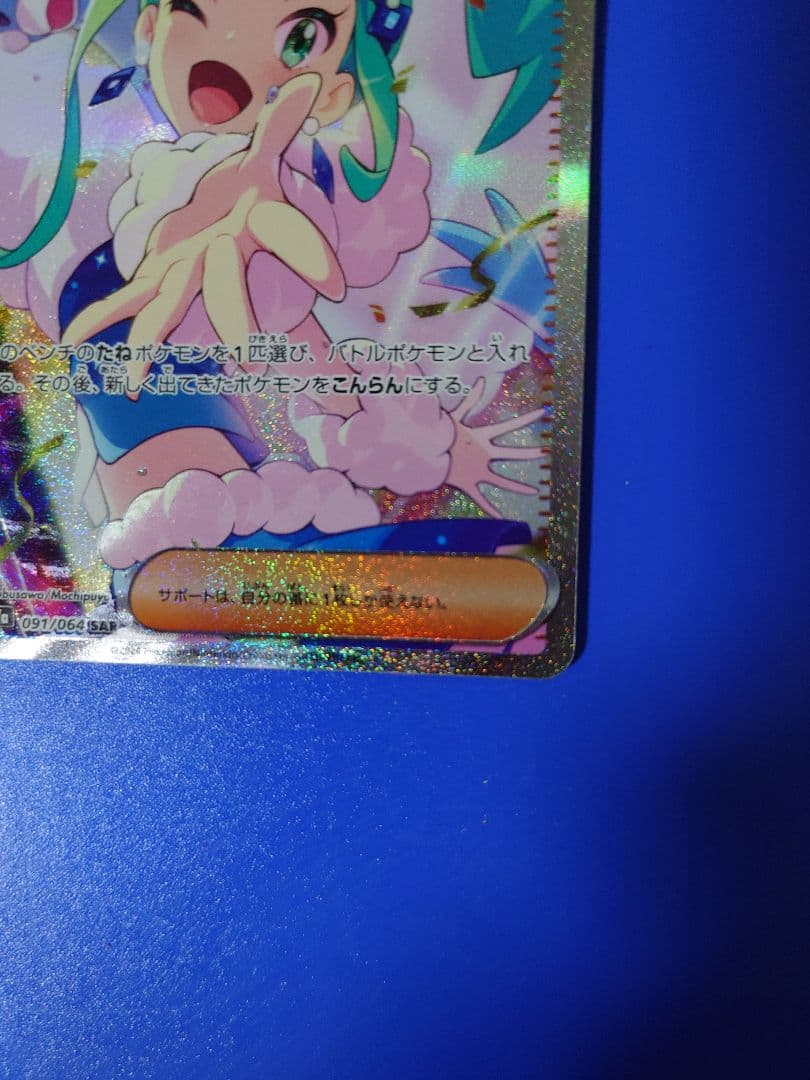 のベンチのたねポケモンを1匹選び、バトルポケモンと入れ
る。その後、新しく出てきたポケモンをこんらんにする。
サポートは、自分の番に1枚しか使えない。
busawa/Mochipuyo
091/064 SAR